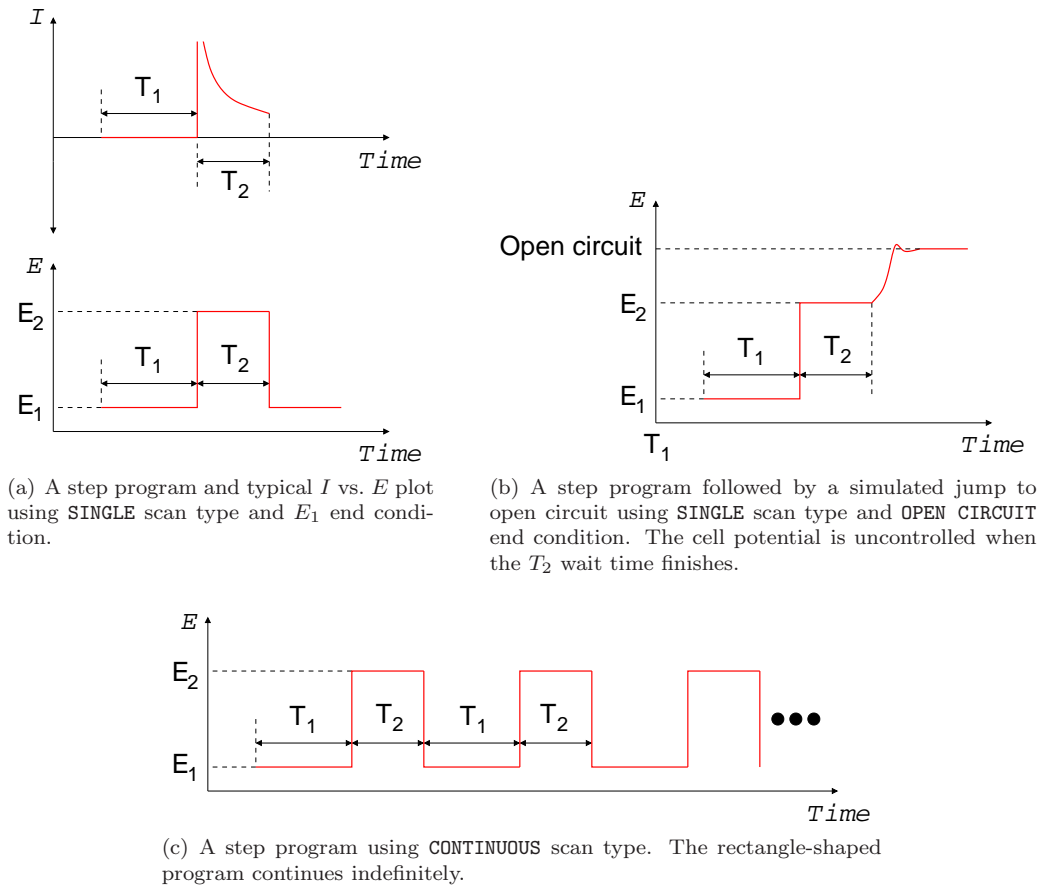 I
T1
Time
T2
E
E2
T1
T2
E1
Time
(a) A step program and typical I vs. E plot
using SINGLE scan type and E1 end condi-
tion.
E
Open circuit
E2
T1
T2
E1
T1
Time
(b) A step program followed by a simulated jump to
open circuit using SINGLE scan type and OPEN CIRCUIT
end condition. The cell potential is uncontrolled when
the T2 wait time finishes.
E
E2
T1
T2
T1
T2
E1
Time
(c) A step program using CONTINUOUS scan type. The rectangle-shaped
program continues indefinitely.